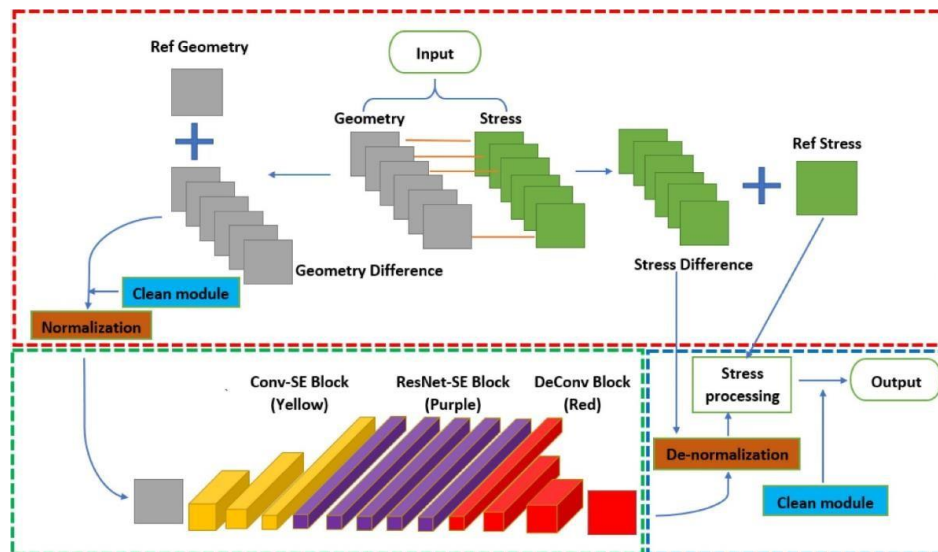 Input
Ref Geometry
Geometry
Stress
Ref Stress
Geometry Difference
Stress Difference
Clean module
Normalization
Conv-SE Block
(Yellow)
ResNet-SE Block
(Purple)
DeConv Block
(Red)
Stress
processing
Output
De-normalization
Clean module